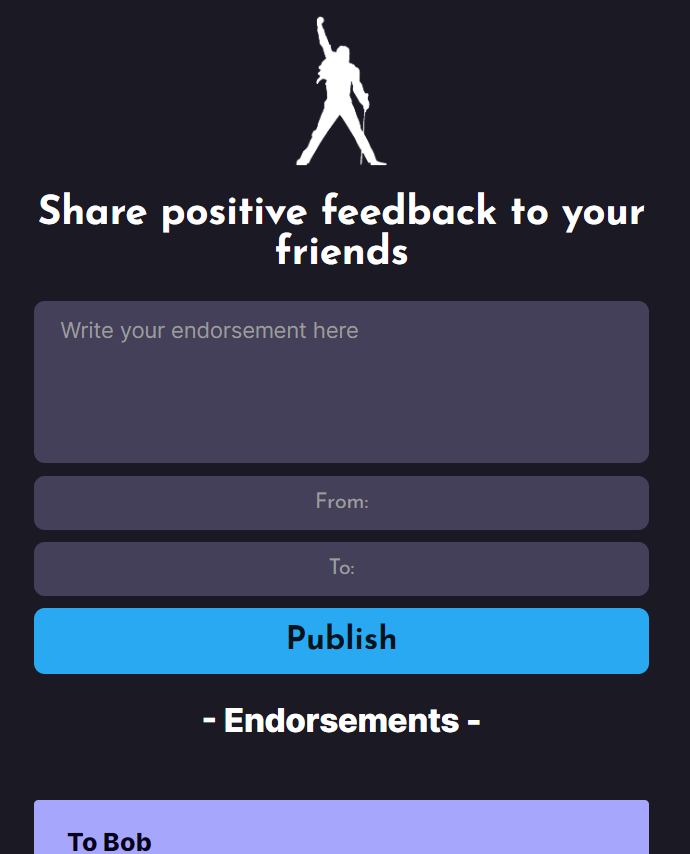 Share positive feedback to your
friends
Write your endorsement here
From:
To:
Publish
- Endorsements -
To Bob